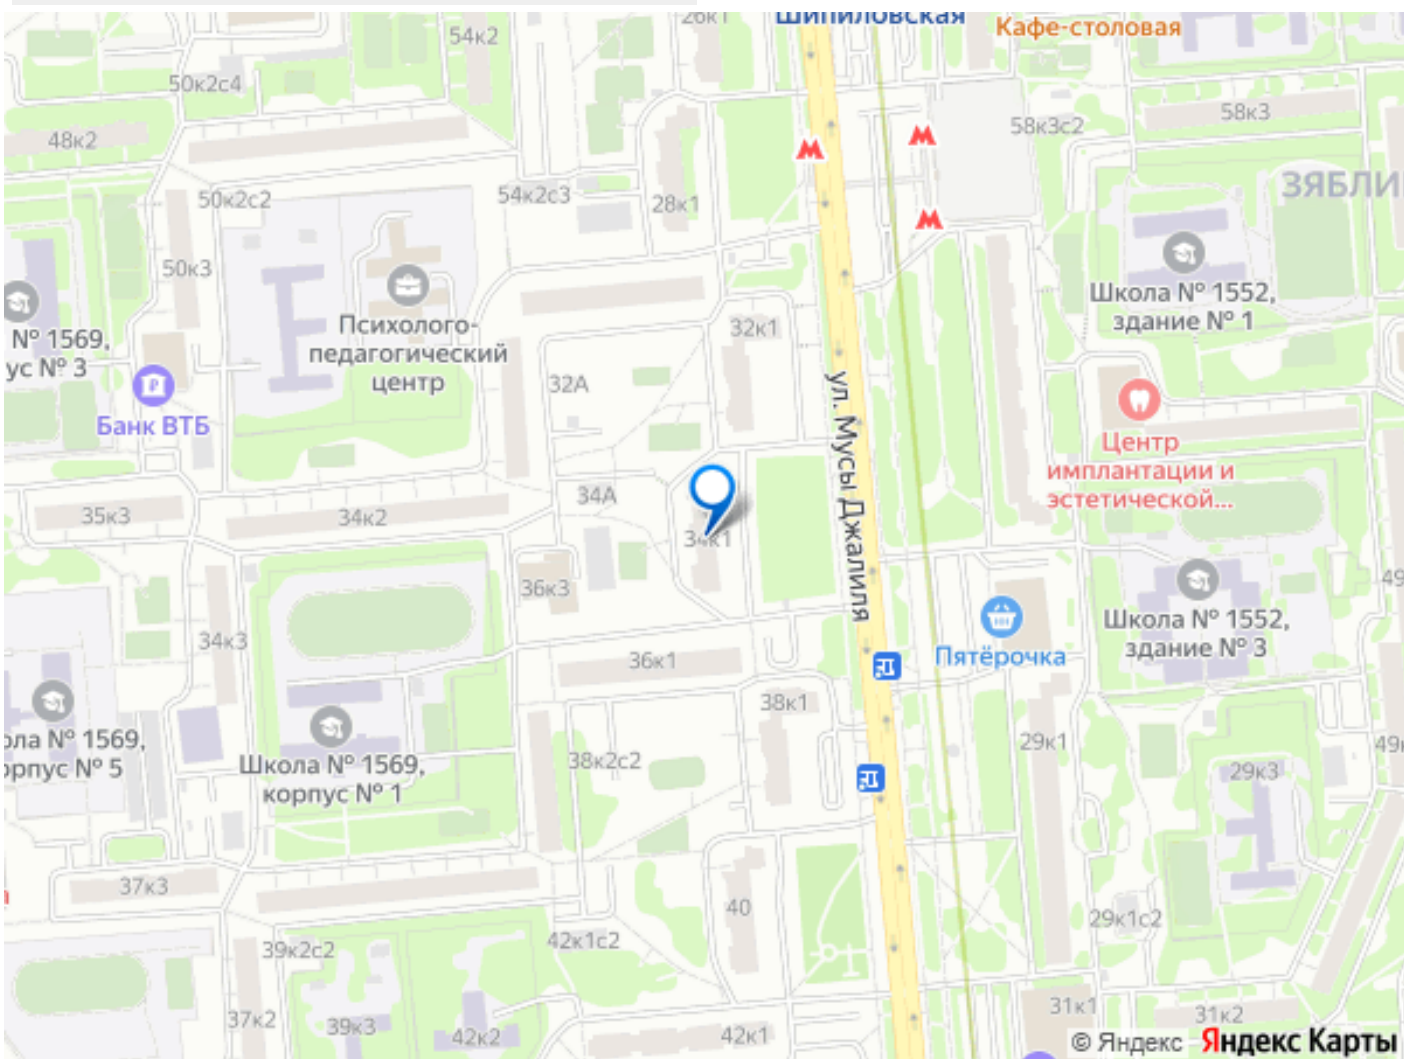 Шипиловская
Кафе-столовая
26к1
54к2
50к2с4
58к3
58к3с2
48к2
ЗЯБЛИ
54к2с3
50к2с2
28к1
50к3
Школа № 1552,
здание № 1
Психолого-
педагогический
центр
32к1
№ 1569,
ус № 3
32А
Банк ВТБ
ул. Мусы Джалиля
Центр
имплантации и
эстетической...
34А
35к3
34к2
34к1
36к3
49
Школа № 1552,
здание № 3
34к3
Пятёрочка
36к1
38к1
ола № 1569,
орпус № 5
29к1
49к
Школа № 1569,
корпус № 1
38к2с2
29к3
37к3
40
29к1с2
42к1с2
39к2с2
37к2
39к3
42к2
42к1
31к1
31к2
© Яндекс Яндекс Карты